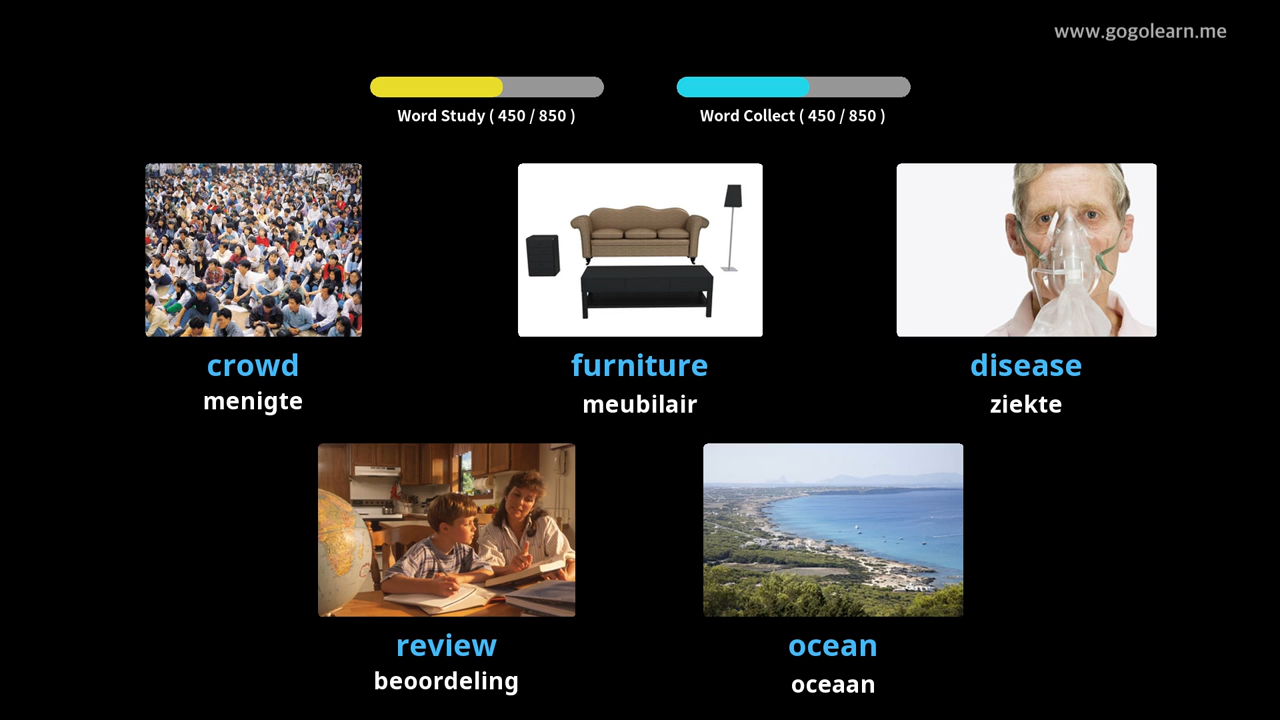 www.gogolearn.me
Word Study ( 450 / 850 )
Word Collect ( 450 / 850 )
crowd
menigte
furniture
meubilair
disease
ziekte
review
beoordeling
ocean
oceaan